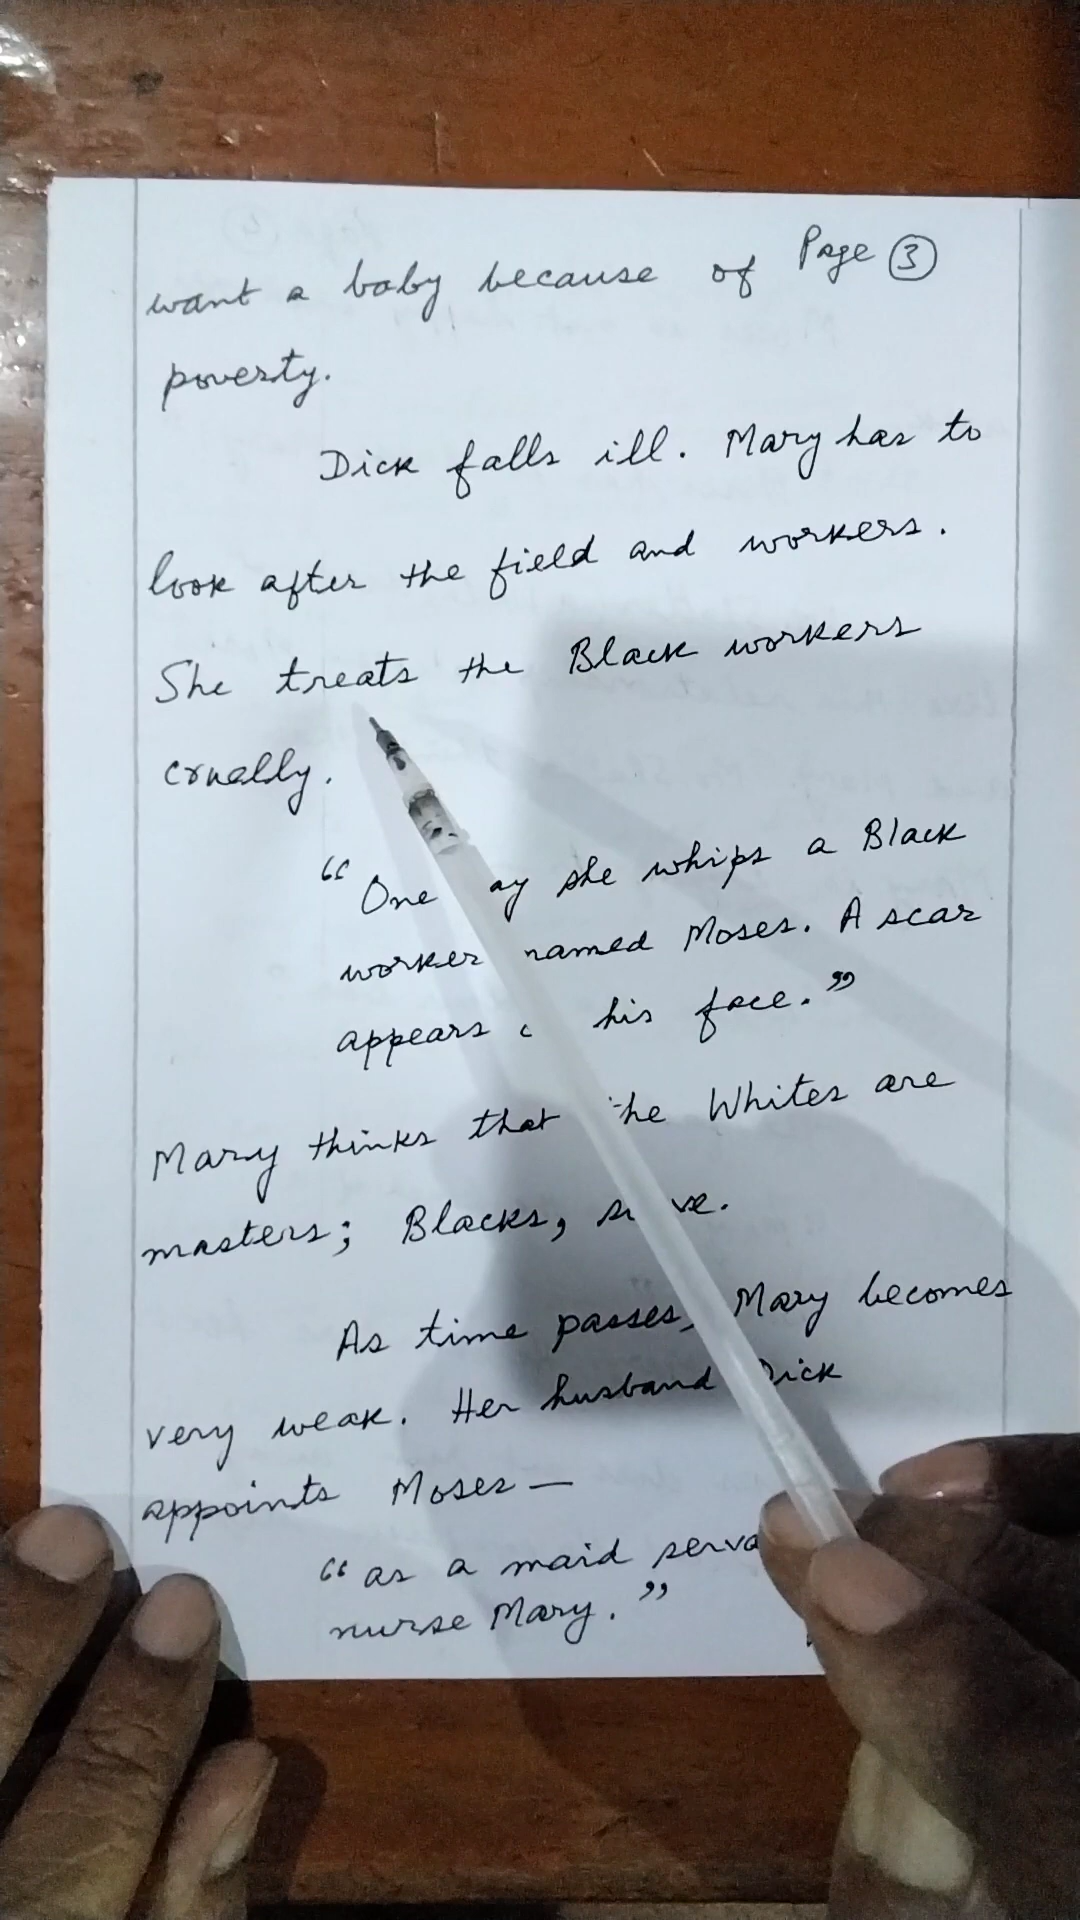 Page 3
want a baby because of
poverty.
Dick falls ill. Mary has to
look after the field and workers.
She treats the Black workers
cruelly.
"One ay she whips a Black
worker named Moses. A scar
appears his face."
Mary thinks that he Whites are
masters; Blacks,
As time passes, Mary becomes
very weak. Her husband Dick
appoints Moses —
"as a maid serva
nurse Mary."